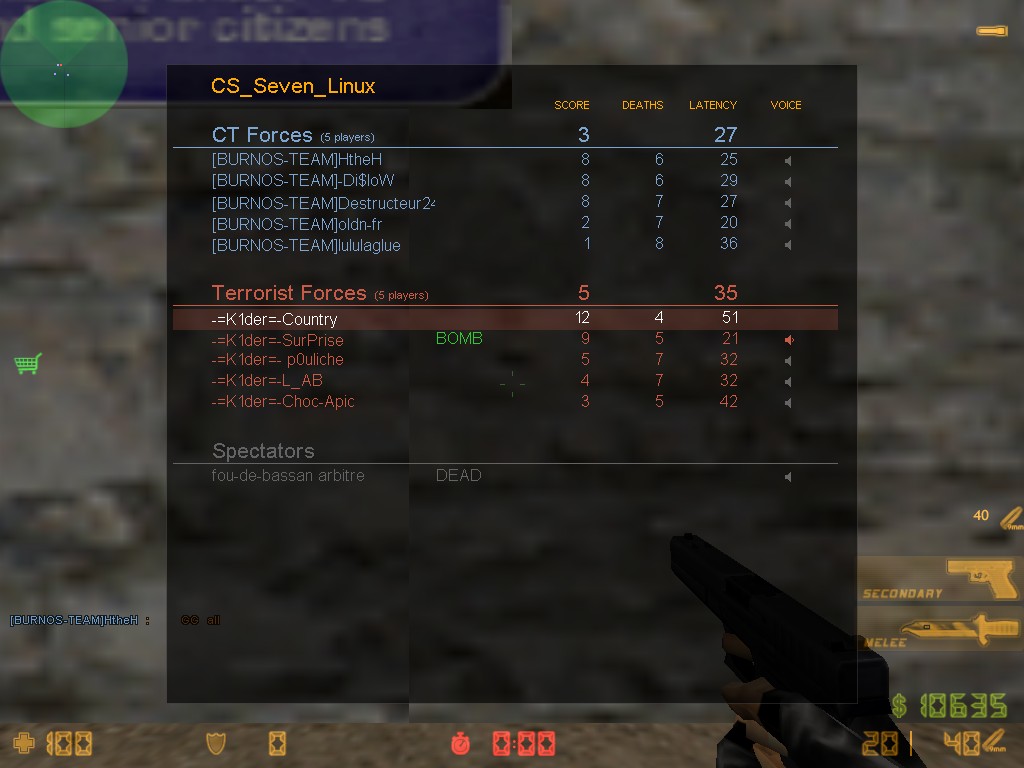 d senior citizens
CS_Seven_Linux
SCORE DEATHS LATENCY VOICE
CT Forces (5 players) 3 27
[BURNOS-TEAM]HtheH 8 6 25
[BURNOS-TEAM]-Di$loW 8 6 29
[BURNOS-TEAM]Destructeur24 8 7 27
[BURNOS-TEAM]oldn-fr 2 7 20
[BURNOS-TEAM]lululaglue 1 8 36
Terrorist Forces (5 players) 5 35
-=K1der=-Country 12 4 51
-=K1der=-SurPrise BOMB 9 5 21
-=K1der=- p0uliche 5 7 32
-=K1der=-L_AB 4 7 32
-=K1der=-Choc-Apic 3 5 42
Spectators
fou-de-bassan arbitre DEAD
40 9mm
SECONDARY
[BURNOS-TEAM]HtheH : GG all
MELEE
$ 10635
100 0 0:00 20 | 40 9mm